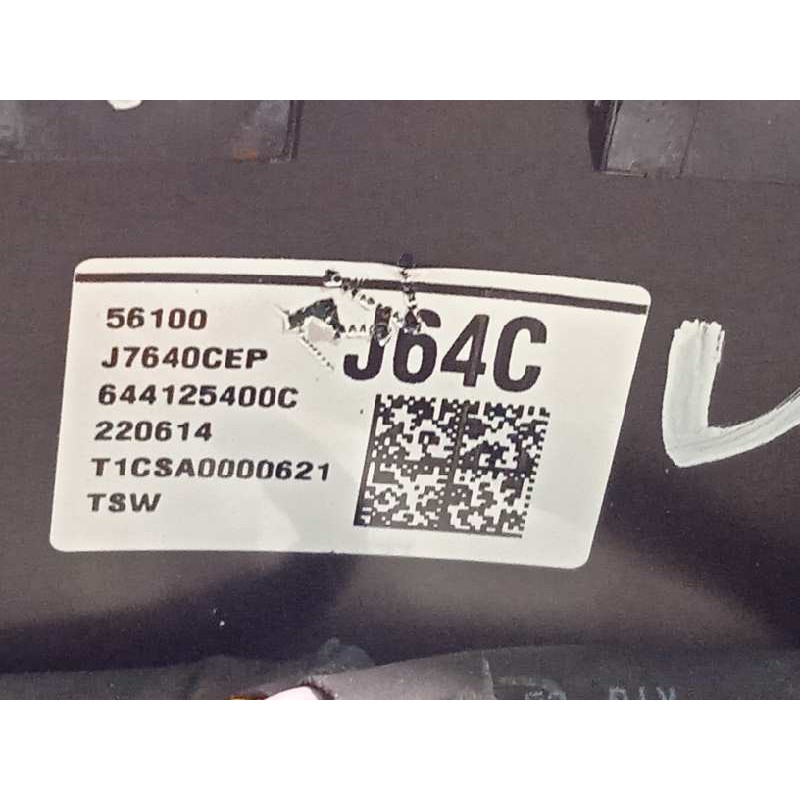 56100
J64C
J7640CEP
644125400C
220614
T1CSA0000621
TSW